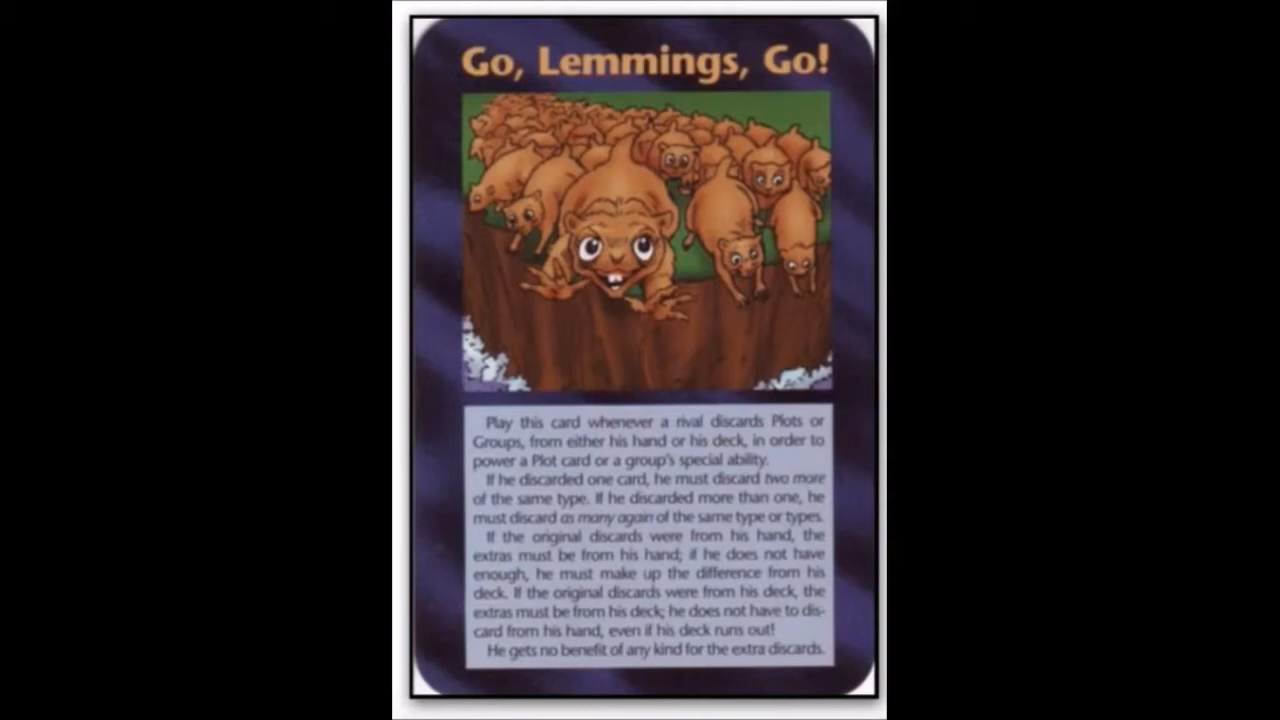 Go, Lemmings, Go!
Play this card whenever a rival discards Plots or
Groups, from either his hand or his deck, in order to
power a Plot card or a group's special ability.
If he discarded one card, he must discard two more
of the same type. If he discarded more than one, he
must discard as many again of the same type or types.
If the original discards were from his hand, the
extras must be from his hand; if he does not have
enough, he must make up the difference from his
deck. If the original discards were from his deck, the
extras must be from his deck; he does not have to dis-
card from his hand, even if his deck runs out!
He gets no benefit of any kind for the extra discards.